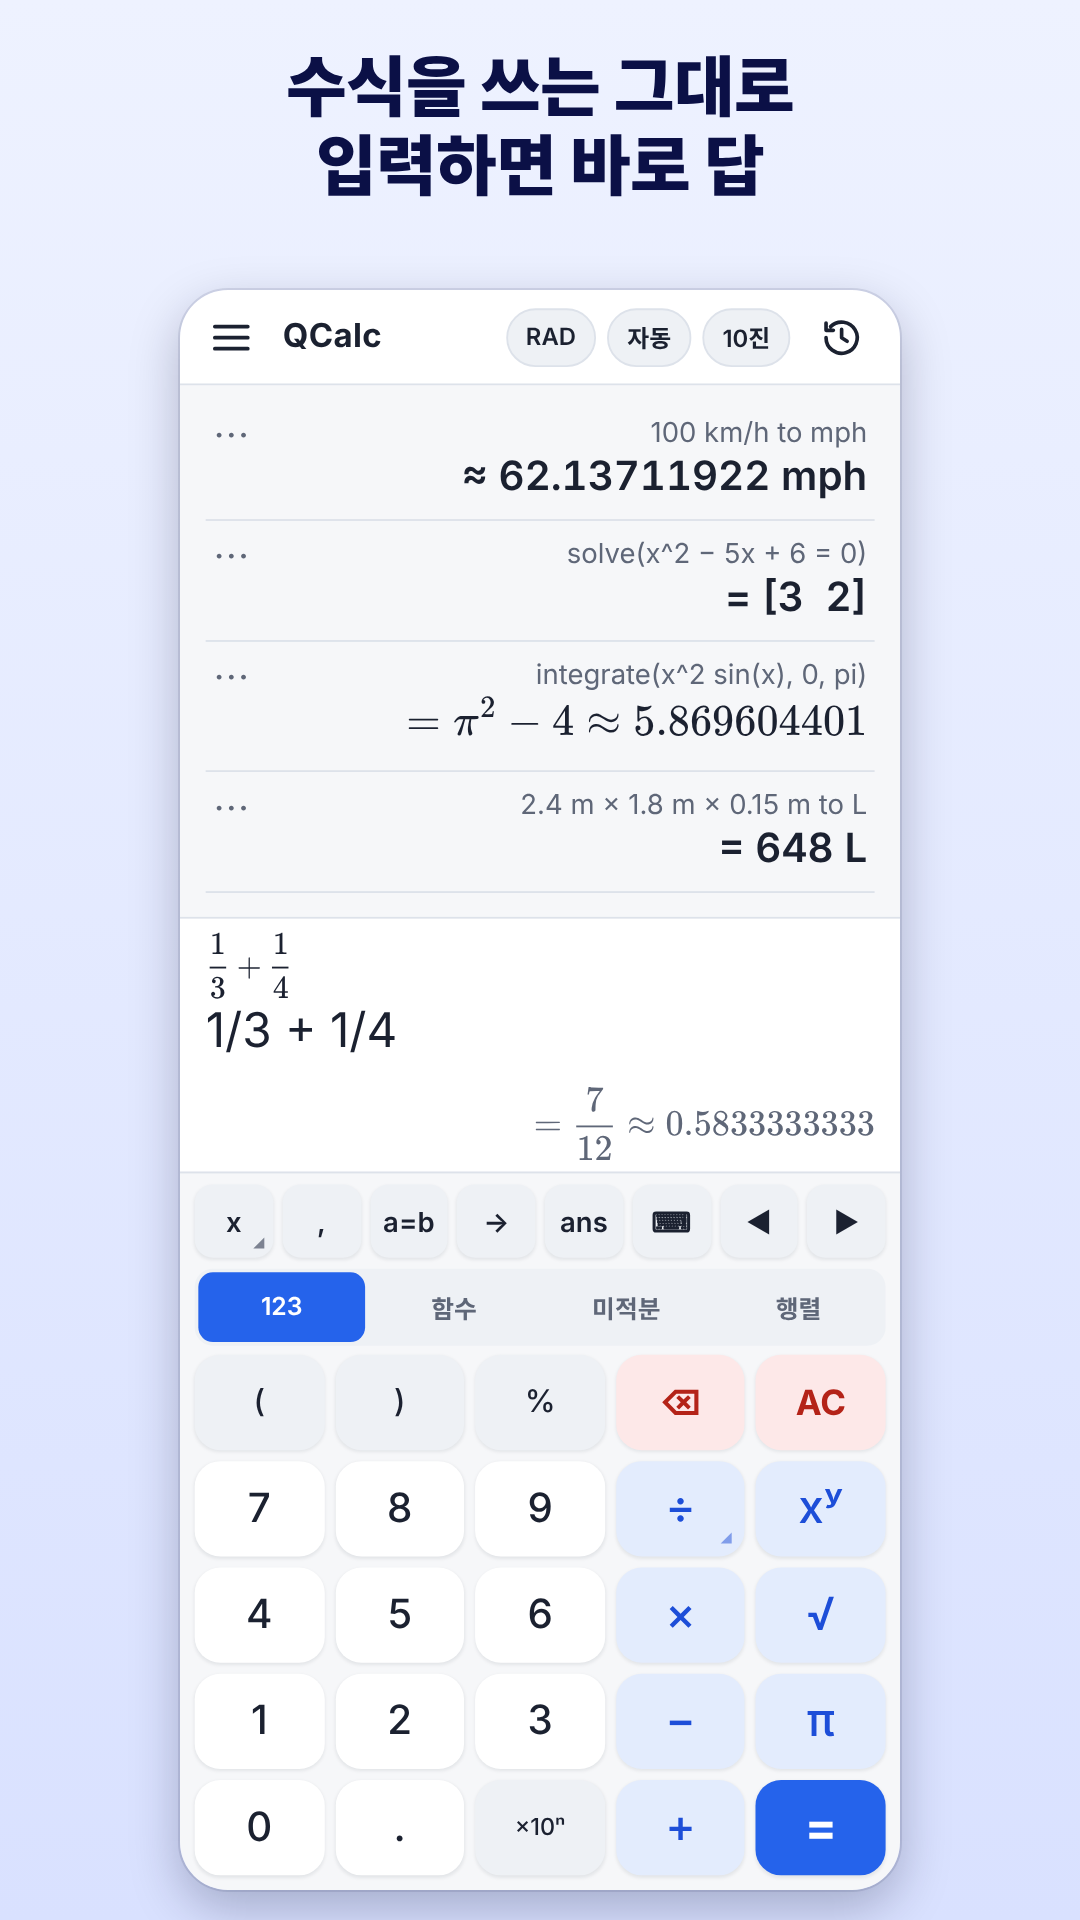 수식을 쓰는 그대로
입력하면 바로 답
QCalc RAD 자동 10진
... 100 km/h to mph
≈ 62.13711922 mph
... solve(x^2 − 5x + 6 = 0)
= [3 2]
... integrate(x^2 sin(x), 0, pi)
= π² − 4 ≈ 5.869604401
... 2.4 m × 1.8 m × 0.15 m to L
= 648 L
1/3 + 1/4
1/3 + 1/4
= 7/12 ≈ 0.5833333333
x , a=b → ans ⌨ ◀ ▶
123 함수 미적분 행렬
( ) % ⌫ AC
7 8 9 ÷ xʸ
4 5 6 × √
1 2 3 − π
0 . ×10ⁿ + =